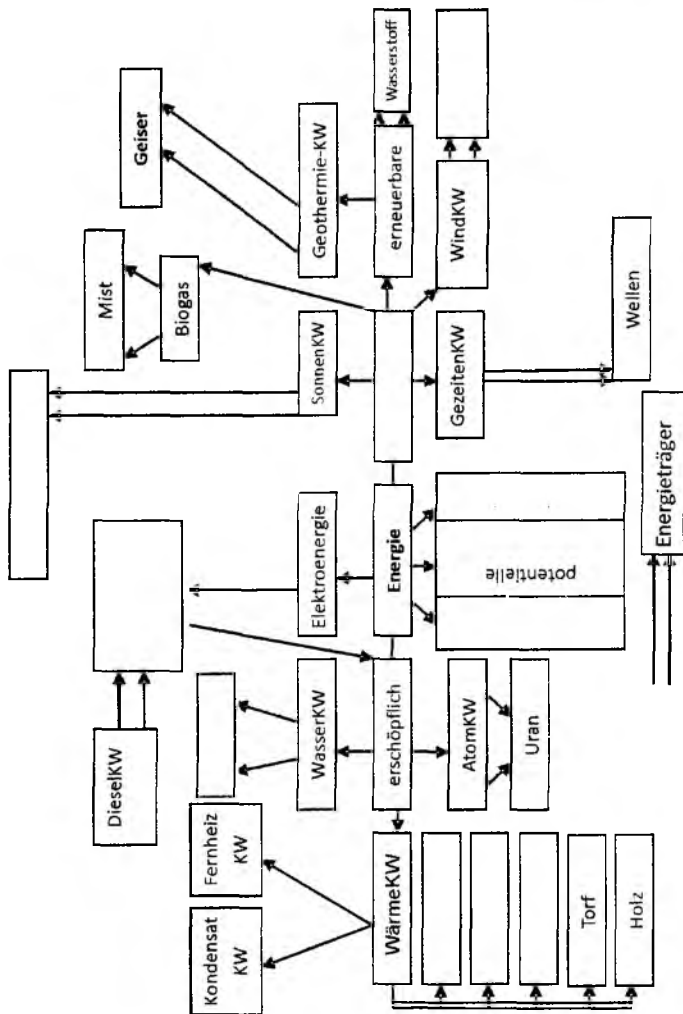 Geiser
Mist
Biogas
Geothermie-KW
Wasserstoff
erneuerbare
WindKW
SonnenKW
GezeitenKW
Wellen
Elektroenergie
Energie
potentielle
Energieträger
DieselKW
WasserKW
erschöpflich
AtomKW
Uran
Fernheiz
KW
Kondensat
KW
WärmeKW
Torf
Holz